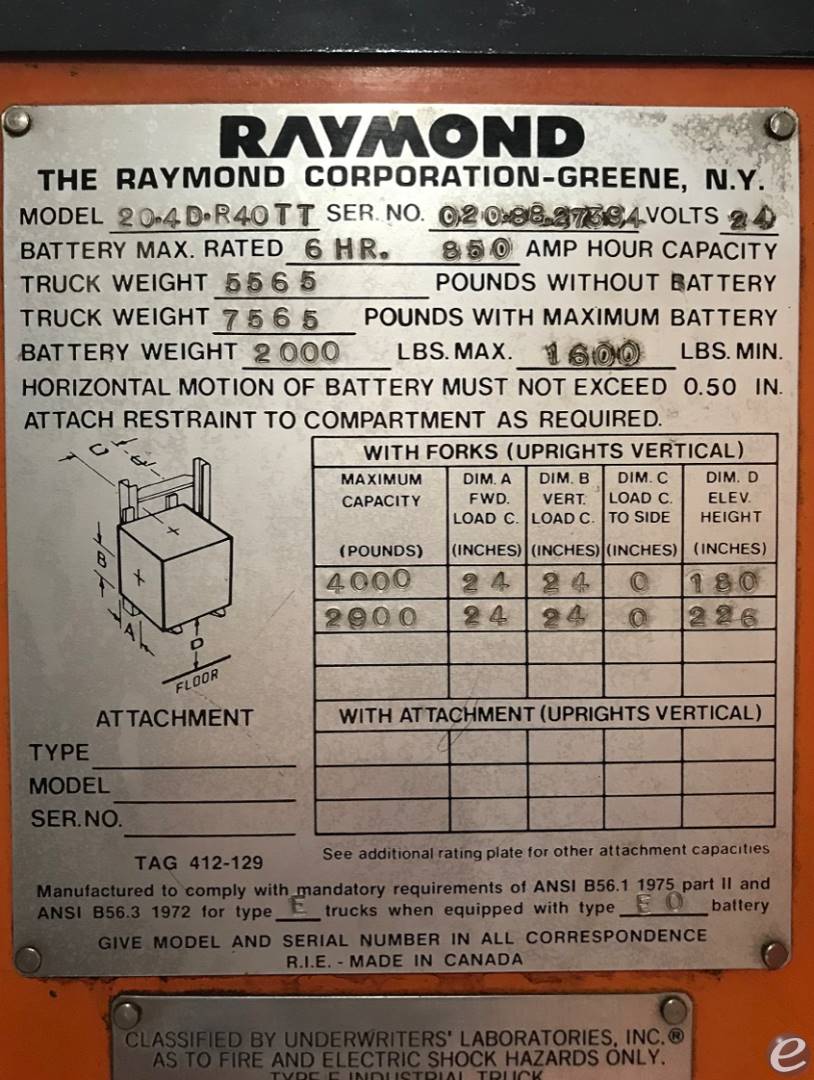 RAYMOND
THE RAYMOND CORPORATION-GREENE, N.Y.
MODEL 20·4D·R40TT SER. NO. VOLTS 24
BATTERY MAX. RATED 6 HR. 850 AMP HOUR CAPACITY
TRUCK WEIGHT 5565 POUNDS WITHOUT BATTERY
TRUCK WEIGHT 7565 POUNDS WITH MAXIMUM BATTERY
BATTERY WEIGHT 2000 LBS. MAX. 1600 LBS. MIN.
HORIZONTAL MOTION OF BATTERY MUST NOT EXCEED 0.50 IN.
ATTACH RESTRAINT TO COMPARTMENT AS REQUIRED.
C
B
A
D
FLOOR
WITH FORKS (UPRIGHTS VERTICAL)
MAXIMUM CAPACITY (POUNDS) DIM. A FWD. LOAD C. (INCHES) DIM. B VERT. LOAD C. (INCHES) DIM. C LOAD C. TO SIDE (INCHES) DIM. D ELEV. HEIGHT (INCHES)
4000 24 24 0 180
2900 24 24 0 226
ATTACHMENT
TYPE
MODEL
SER. NO.
WITH ATTACHMENT (UPRIGHTS VERTICAL)
TAG 412-129
See additional rating plate for other attachment capacities
Manufactured to comply with mandatory requirements of ANSI B56.1 1975 part II and
ANSI B56.3 1972 for type E trucks when equipped with type EO battery
GIVE MODEL AND SERIAL NUMBER IN ALL CORRESPONDENCE
R.I.E. - MADE IN CANADA
CLASSIFIED BY UNDERWRITERS' LABORATORIES, INC.®
AS TO FIRE AND ELECTRIC SHOCK HAZARDS ONLY.
TYPE E INDUSTRIAL TRUCK
e